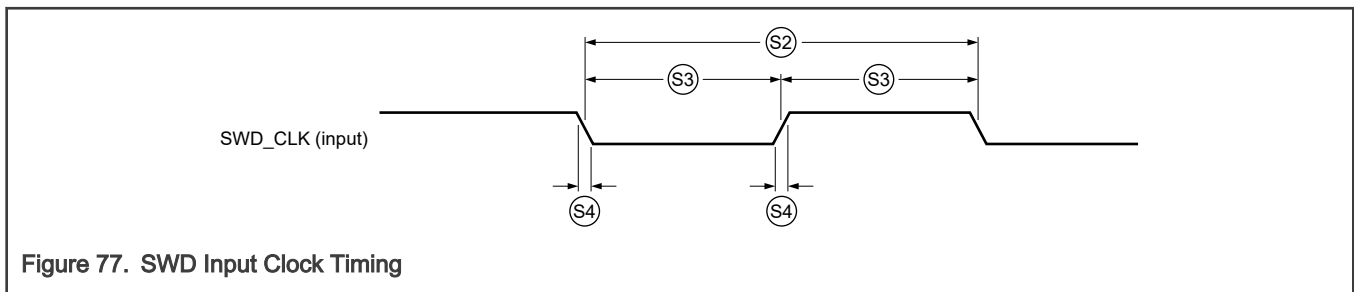 S2
S3 S3
SWD_CLK (input)
S4 S4
Figure 77. SWD Input Clock Timing